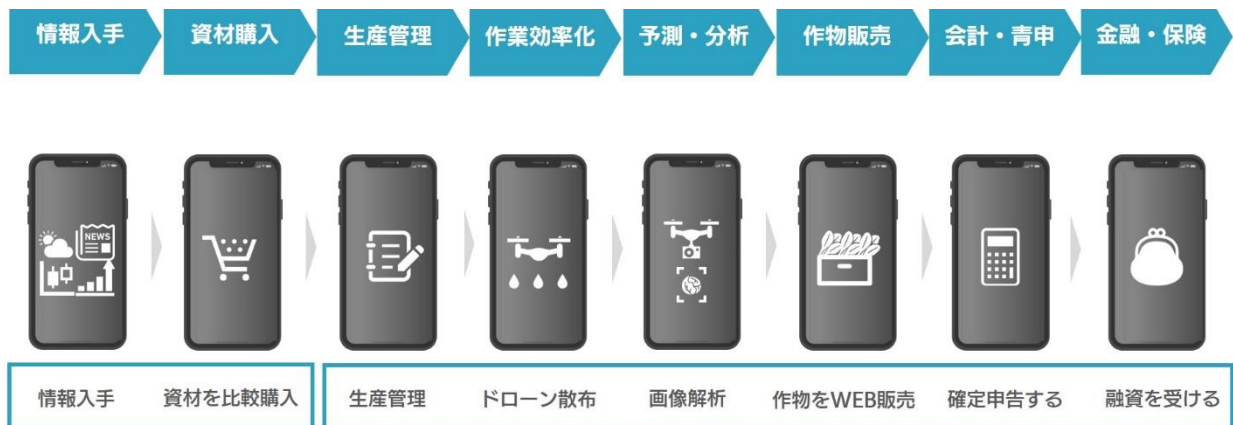 情報入手
資材購入
生産管理
作業効率化
予測・分析
作物販売
会計・青申
金融・保険
NEWS
情報入手
資材を比較購入
生産管理
ドローン散布
画像解析
作物をWEB販売
確定申告する
融資を受ける